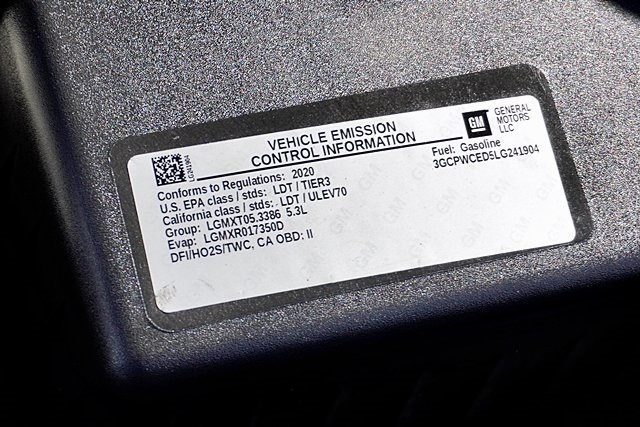 VEHICLE EMISSION
CONTROL INFORMATION
GM
GENERAL
MOTORS
LLC
Conforms to Regulations: 2020
U.S. EPA class / stds: LDT / TIER3
California class / stds: LDT / ULEV70
Group: LGMXT05.3386 5.3L
Evap: LGMXR017350D
DFI/HO2S/TWC, CA OBD: II
Fuel: Gasoline
3GCPWCED5LG241904